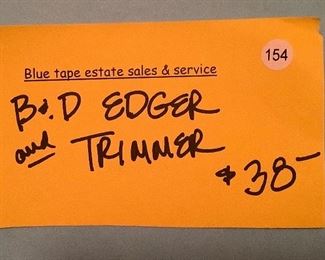 154
Blue tape estate sales & service
B&D EDGER
and TRIMMER
$38-